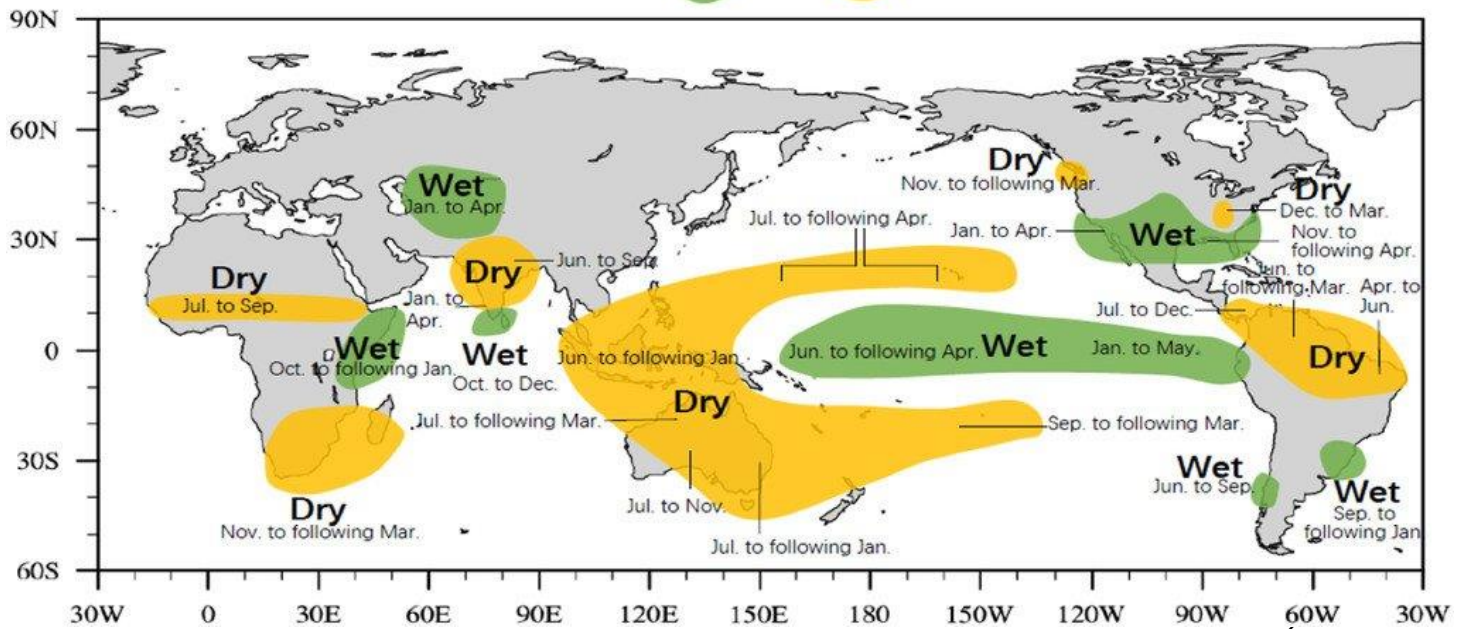 90N
60N
30N
0
30S
60S
30W
0
30E
60E
90E
120E
150E
180
150W
120W
90W
60W
30W
Wet
Jan. to Apr.
Dry
Jul. to Sep.
Dry
Jun. to Sep.
Jan. to
Apr.
Wet
Oct. to following Jan.
Wet
Oct. to Dec.
Dry
Nov. to following Mar.
Jul. to following Apr.
Jun. to following Jan.
Dry
Jul. to following Mar.
Jul. to Nov.
Jul. to following Jan.
Sep. to following Mar.
Jun. to following Apr.
Wet
Jan. to May.
Dry
Nov. to following Mar.
Jan. to Apr.
Wet
Dry
Dec. to Mar.
Nov. to
following Apr.
Jun. to
following Mar.
Apr. to
Jun.
Jul. to Dec.
Dry
Wet
Jun. to Sep.
Wet
Sep. to
following Jan